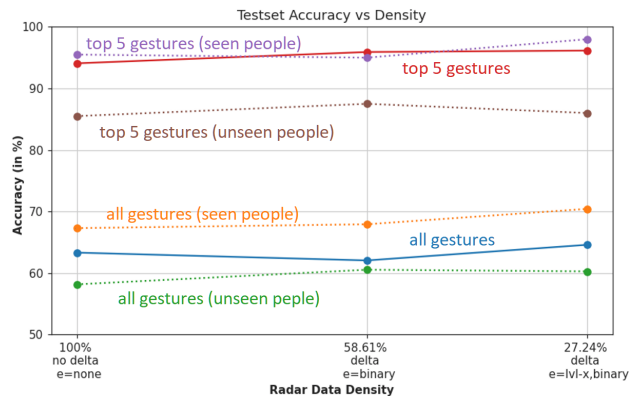 Testset Accuracy vs Density
100
90
80
70
60
50
Accuracy (in %)
top 5 gestures (seen people)
top 5 gestures
top 5 gestures (unseen people)
all gestures (seen people)
all gestures
all gestures (unseen peple)
100%
no delta
e=none
58.61%
delta
e=binary
27.24%
delta
e=lvl-x,binary
Radar Data Density